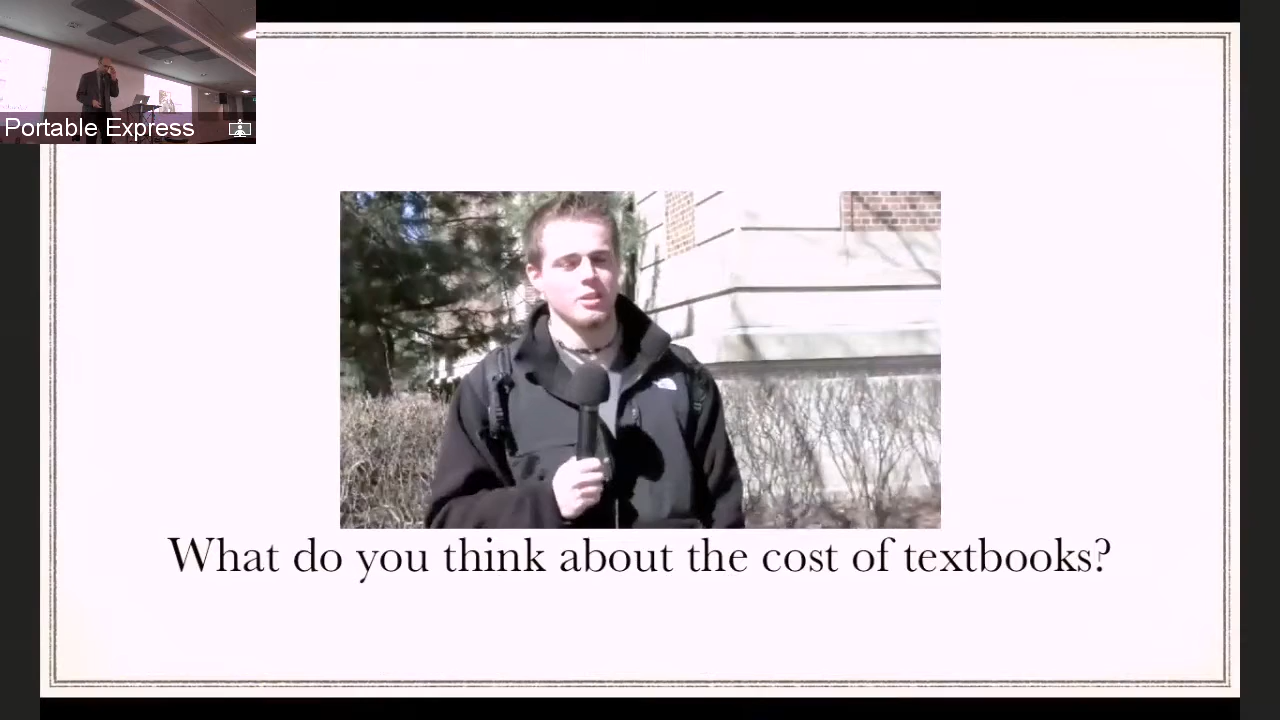 Portable Express
What do you think about the cost of textbooks?